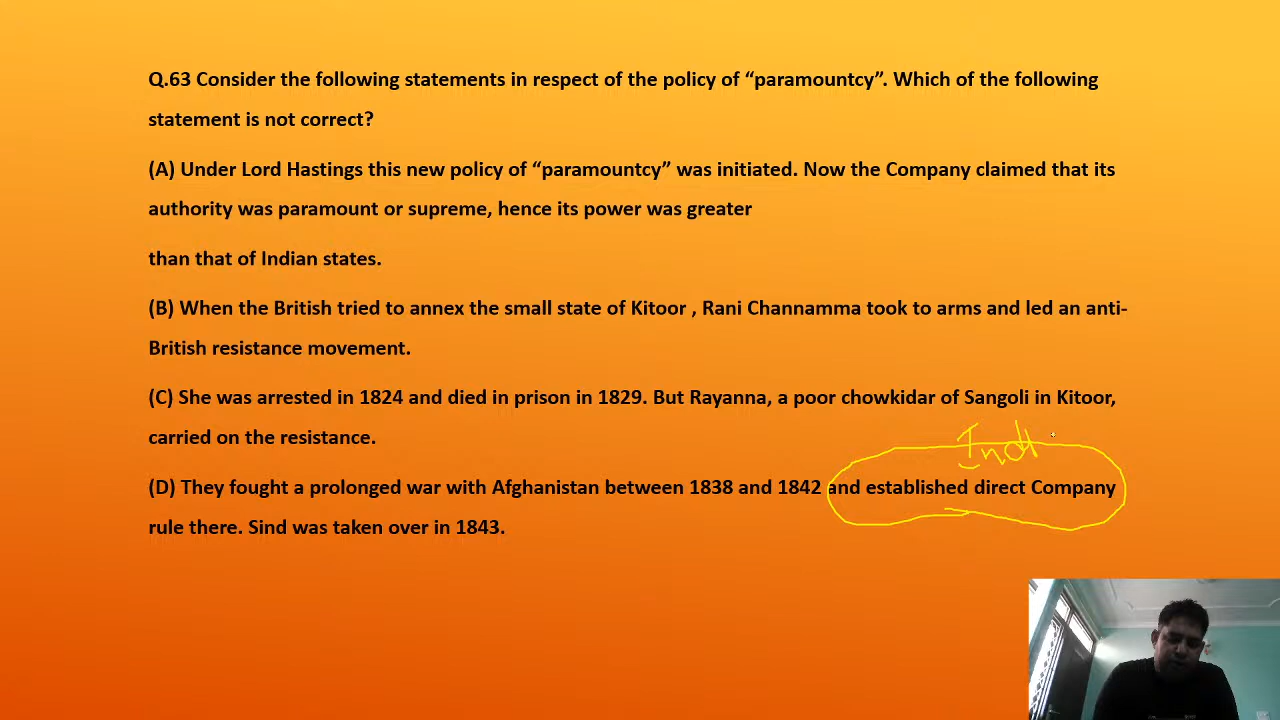 Q.63 Consider the following statements in respect of the policy of “paramountcy”. Which of the following
statement is not correct?
(A) Under Lord Hastings this new policy of “paramountcy” was initiated. Now the Company claimed that its
authority was paramount or supreme, hence its power was greater
than that of Indian states.
(B) When the British tried to annex the small state of Kitoor , Rani Channamma took to arms and led an anti-
British resistance movement.
(C) She was arrested in 1824 and died in prison in 1829. But Rayanna, a poor chowkidar of Sangoli in Kitoor,
carried on the resistance.
Ind
(D) They fought a prolonged war with Afghanistan between 1838 and 1842 and established direct Company
rule there. Sind was taken over in 1843.